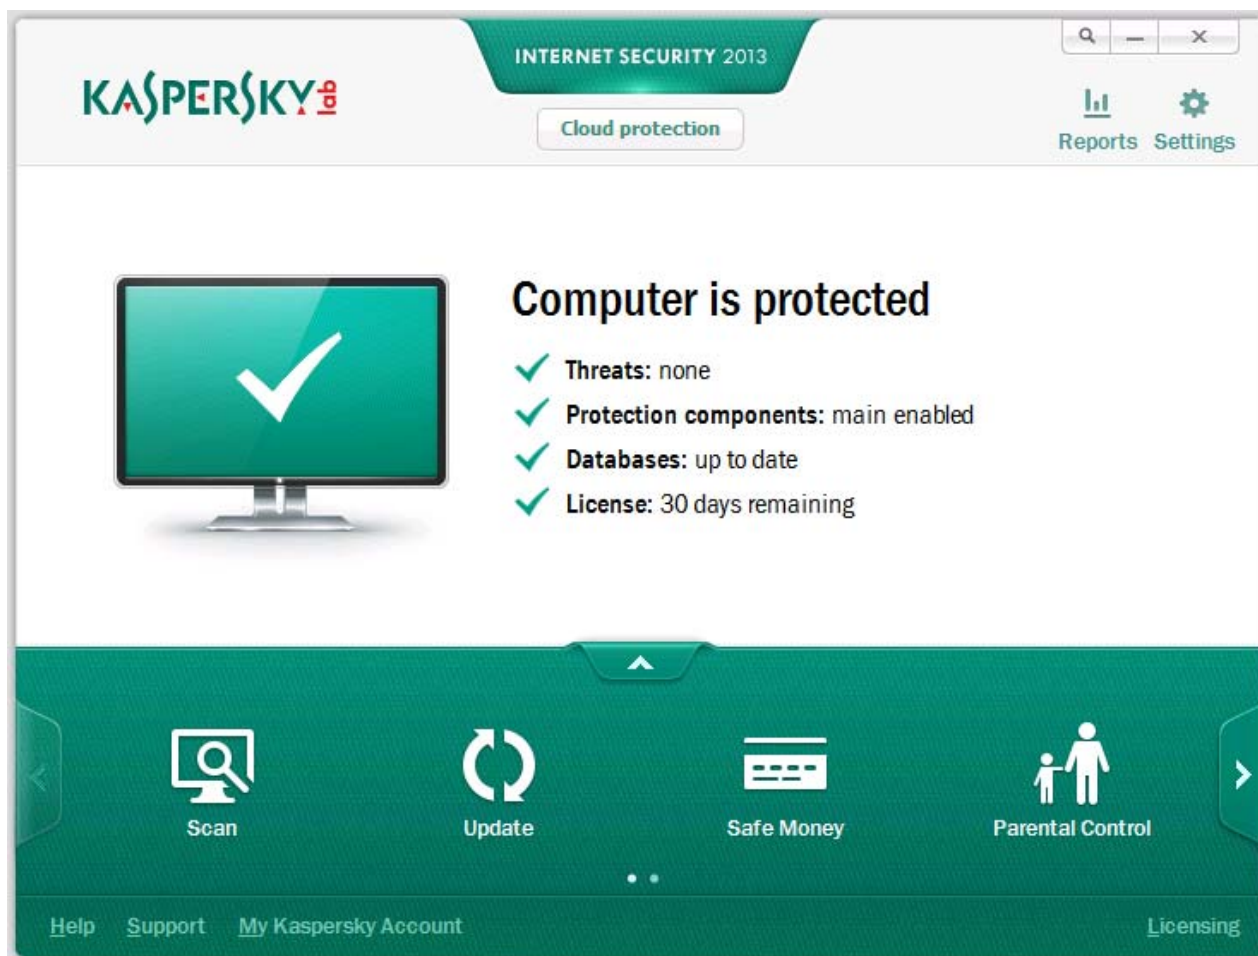 INTERNET SECURITY 2013
KASPERSKY lab
Cloud protection
Reports Settings
Computer is protected
Threats: none
Protection components: main enabled
Databases: up to date
License: 30 days remaining
Scan Update Safe Money Parental Control
Help Support My Kaspersky Account Licensing